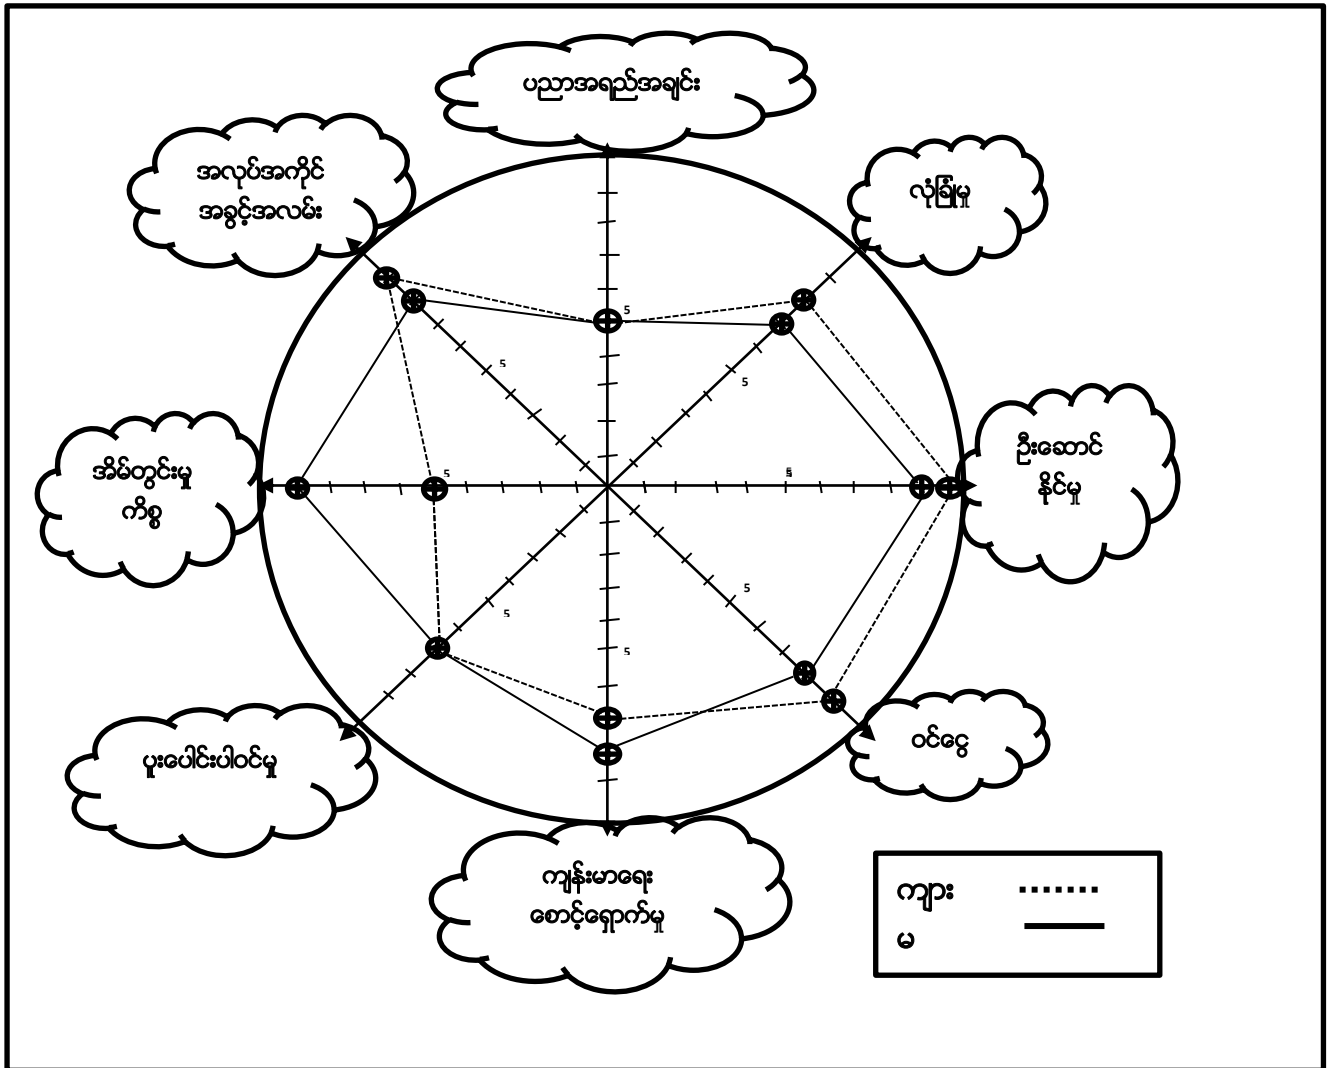 ပညာအရည်အချင်း
အလုပ်အကိုင်
အခွင့်အလမ်း
လုံခြုံမှု
5
5
5
အိမ်တွင်းမှု
ကိစ္စ
5
5
ဦးဆောင်
နိုင်မှု
5
5
5
ပူးပေါင်းပါဝင်မှု
ဝင်ငွေ
ကျန်းမာရေး
စောင့်ရှောက်မှု
ကျား
မ